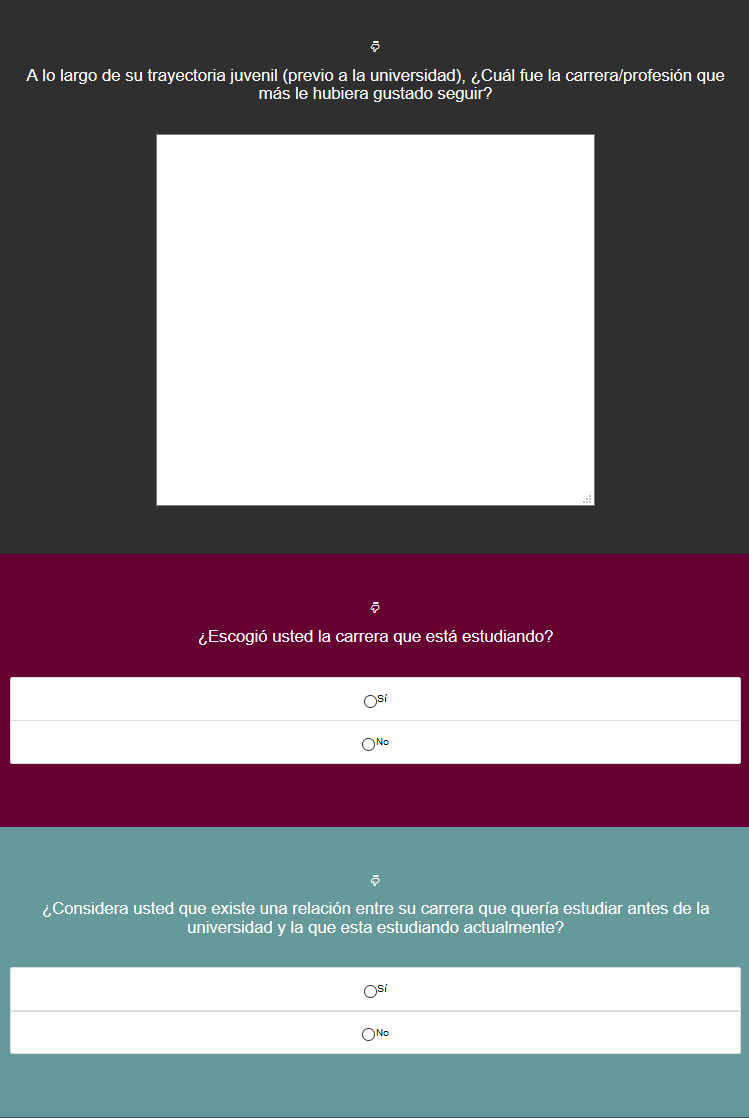 A lo largo de su trayectoria juvenil (previo a la universidad), ¿Cuál fue la carrera/profesión que
más le hubiera gustado seguir?
¿Escogió usted la carrera que está estudiando?
Sí
No
¿Considera usted que existe una relación entre su carrera que quería estudiar antes de la
universidad y la que esta estudiando actualmente?
Sí
No